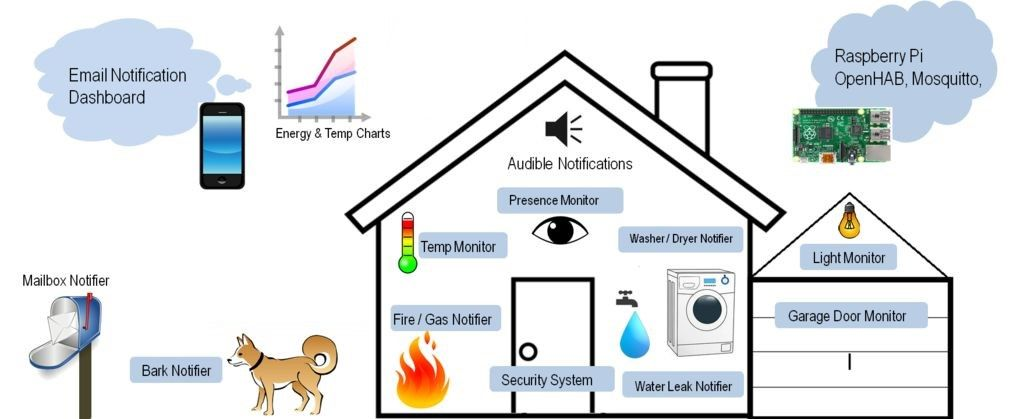 Email Notification
Dashboard
Energy & Temp Charts
Raspberry Pi
OpenHAB, Mosquitto,
Audible Notifications
Presence Monitor
Temp Monitor
Washer / Dryer Notifier
Light Monitor
Mailbox Notifier
Fire / Gas Notifier
Garage Door Monitor
Bark Notifier
Security System
Water Leak Notifier